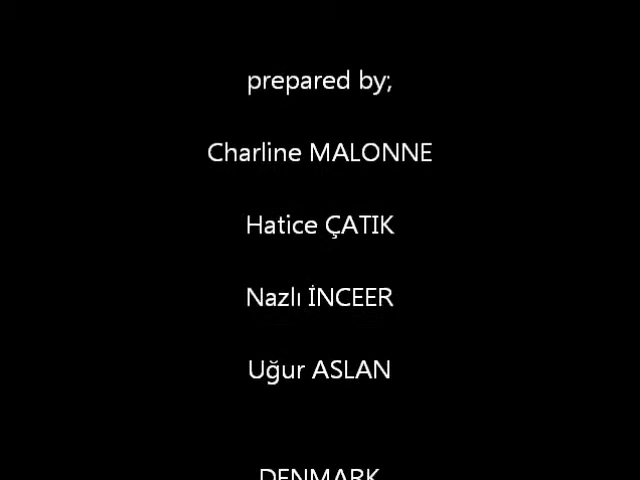 prepared by;
Charline MALONNE
Hatice ÇATIK
Nazlı İNCEER
Uğur ASLAN
DENMARK